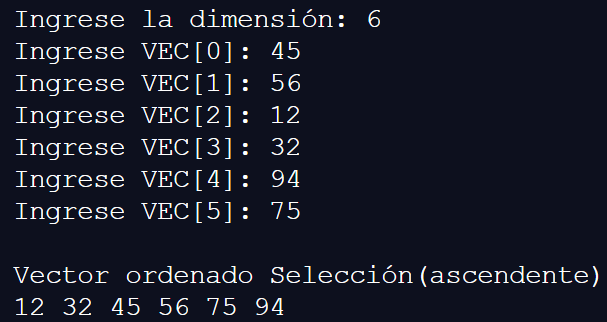 Ingrese la dimensión: 6
Ingrese VEC[0]: 45
Ingrese VEC[1]: 56
Ingrese VEC[2]: 12
Ingrese VEC[3]: 32
Ingrese VEC[4]: 94
Ingrese VEC[5]: 75
Vector ordenado Selección(ascendente)
12 32 45 56 75 94